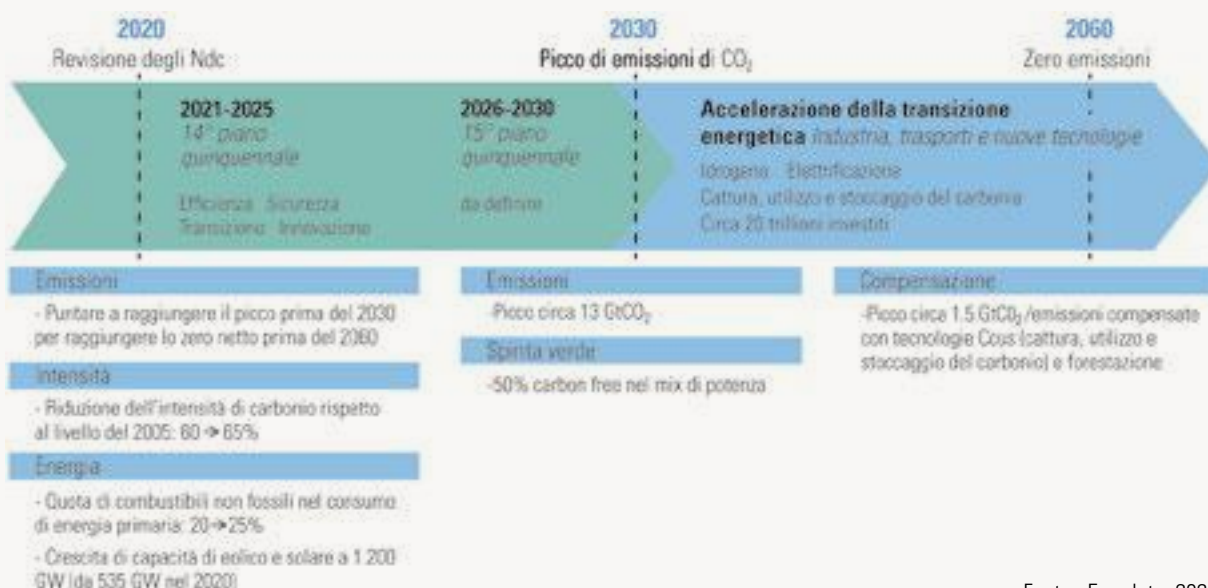 2020
Revisione degli Ndc
2030
Picco di emissioni di CO₂
2060
Zero emissioni
2021-2025
14° piano
quinquennale
Efficienza Sicurezza
Transizione Innovazione
2026-2030
15° piano
quinquennale
da definire
Accelerazione della transizione
energetica industria, trasporti e nuove tecnologie
Idrogeno Elettrificazione
Cattura, utilizzo e stoccaggio del carbonio
Circa 20 trilioni investiti
Emissioni
- Puntare a raggiungere il picco prima del 2030
per raggiungere lo zero netto prima del 2060
Intensità
- Riduzione dell'intensità di carbonio rispetto
al livello del 2005: 60 → 65%
Energia
- Quota di combustibili non fossili nel consumo
di energia primaria: 20→25%
- Crescita di capacità di eolico e solare a 1 200
GW (da 535 GW nel 2020)
Emissioni
-Picco circa 13 GtCO₂
Spinta verde
-50% carbon free nel mix di potenza
Compensazione
-Picco circa 1.5 GtCO₂/emissioni compensate
con tecnologie Ccus (cattura, utilizzo e
stoccaggio del carbonio) e forestazione